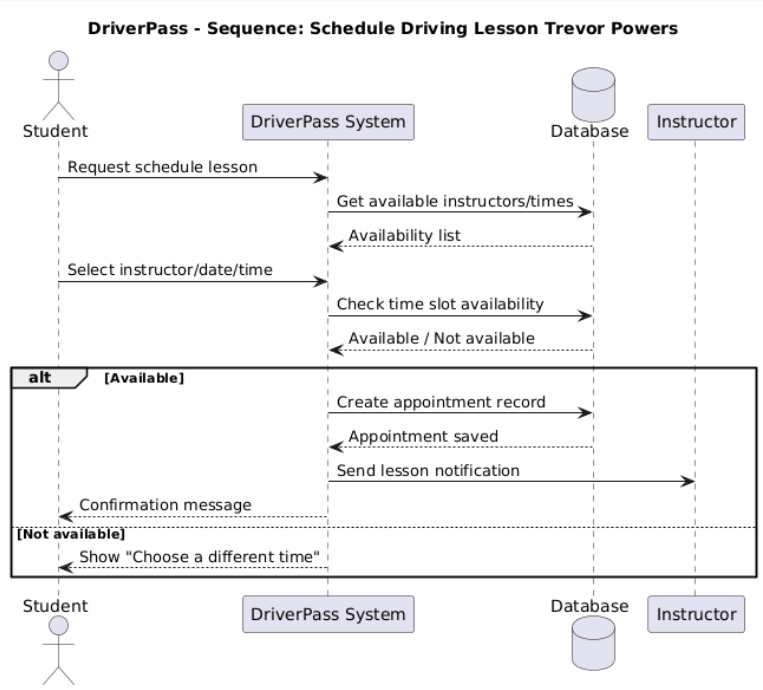 DriverPass - Sequence: Schedule Driving Lesson Trevor Powers
Student
DriverPass System
Database
Instructor
Request schedule lesson
Get available instructors/times
Availability list
Select instructor/date/time
Check time slot availability
Available / Not available
alt
[Available]
Create appointment record
Appointment saved
Send lesson notification
Confirmation message
[Not available]
Show "Choose a different time"
Student
DriverPass System
Database
Instructor